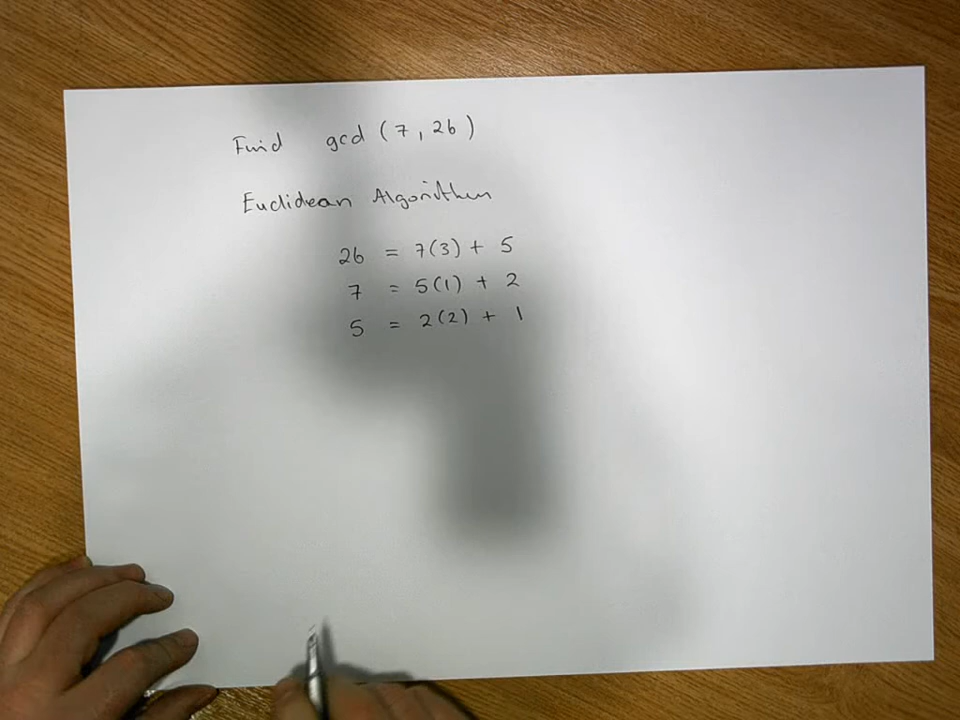 Find gcd (7, 26)
Euclidean Algorithm
26 = 7(3) + 5
7 = 5(1) + 2
5 = 2(2) + 1